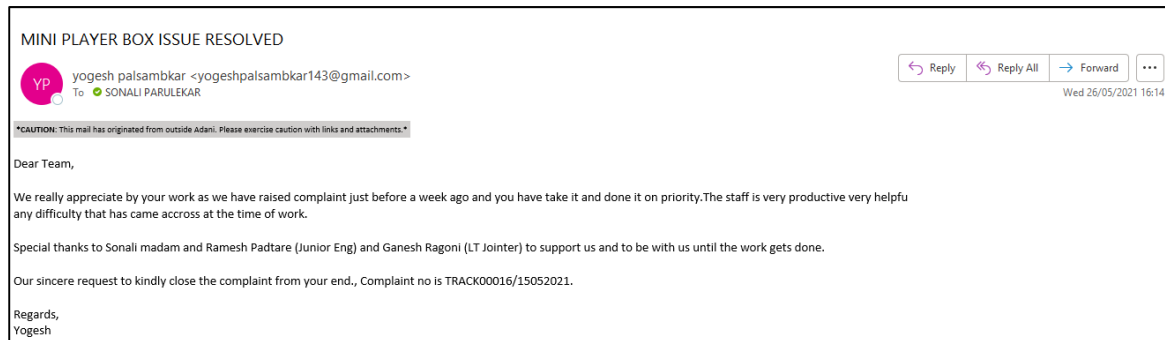 MINI PLAYER BOX ISSUE RESOLVED
YP
yogesh palsambkar <yogeshpalsambkar143@gmail.com>
To SONALI PARULEKAR
Reply
Reply All
Forward
...
Wed 26/05/2021 16:14
*CAUTION: This mail has originated from outside Adani. Please exercise caution with links and attachments.*
Dear Team,
We really appreciate by your work as we have raised complaint just before a week ago and you have take it and done it on priority.The staff is very productive very helpfu
any difficulty that has came accross at the time of work.
Special thanks to Sonali madam and Ramesh Padtare (Junior Eng) and Ganesh Ragoni (LT Jointer) to support us and to be with us until the work gets done.
Our sincere request to kindly close the complaint from your end., Complaint no is TRACK00016/15052021.
Regards,
Yogesh